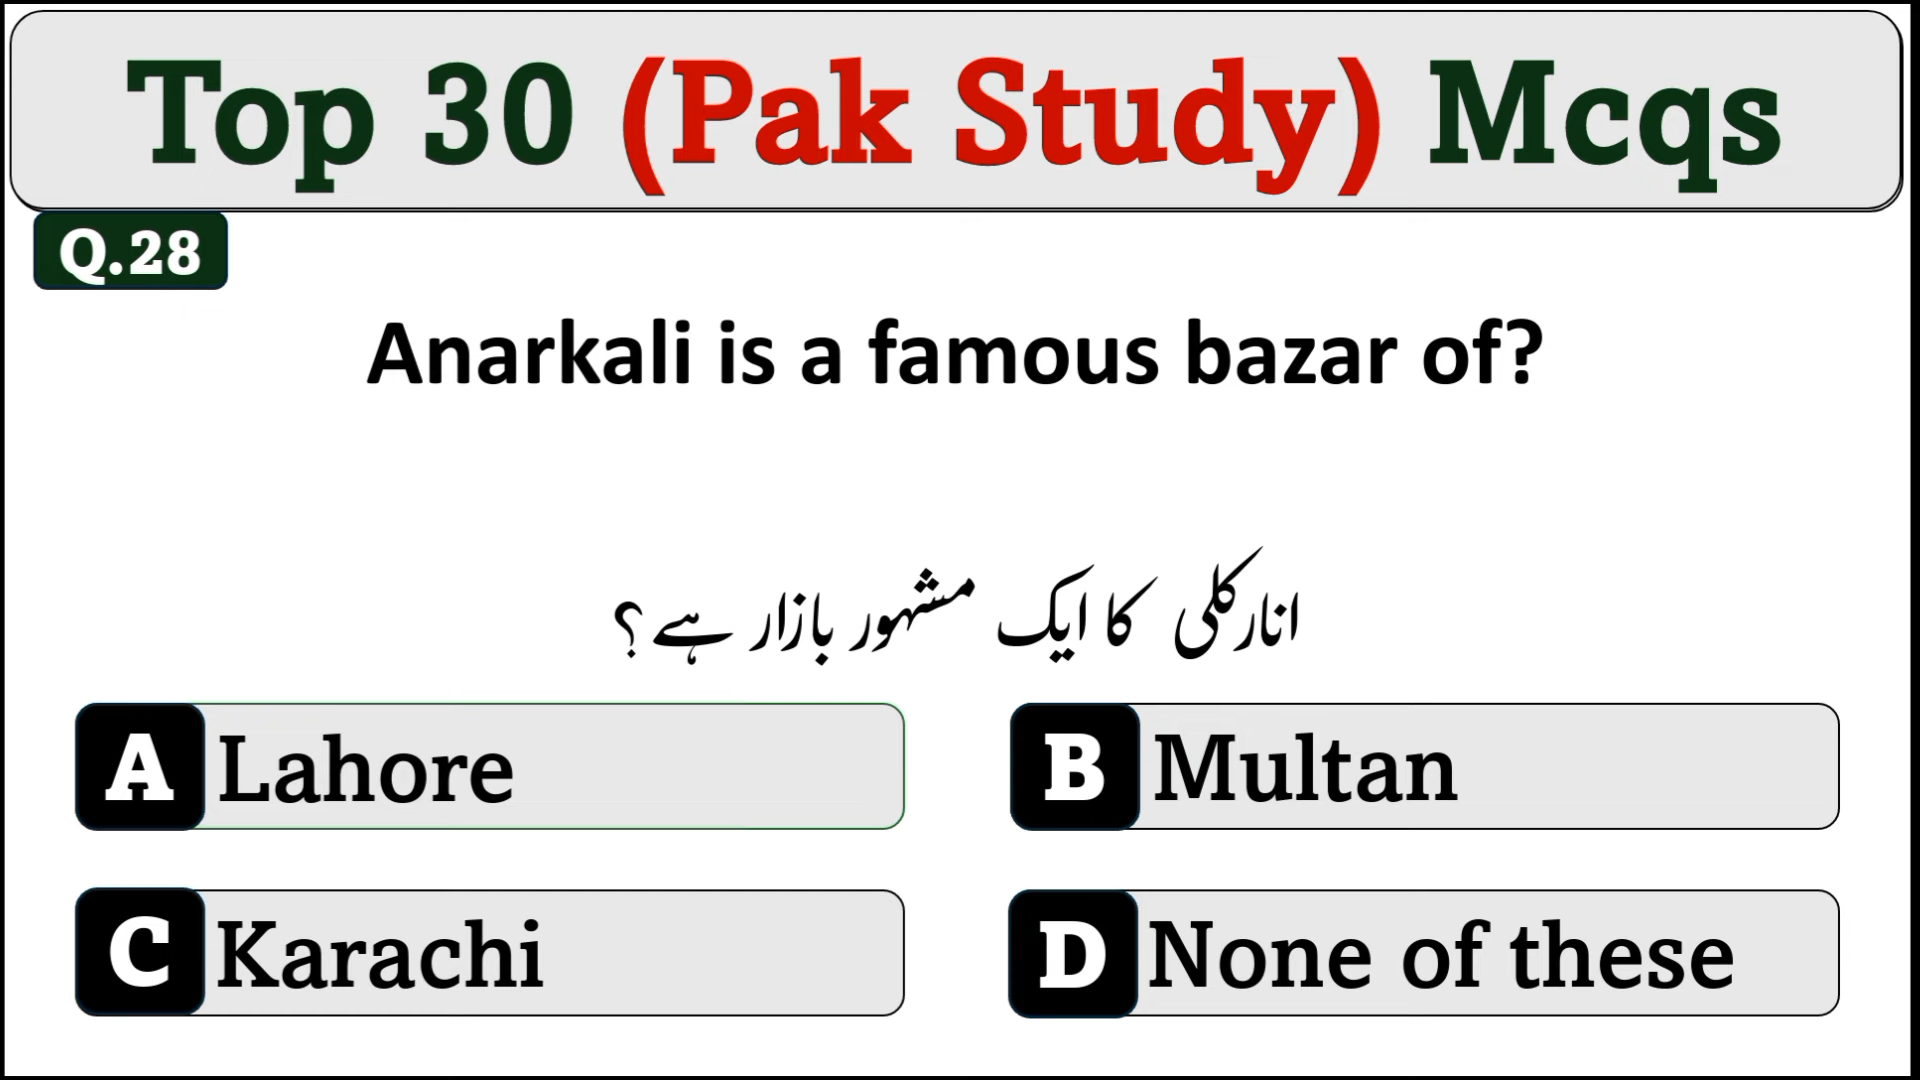 Top 30 (Pak Study) Mcqs
Q.28
Anarkali is a famous bazar of?
انارکلی کا ایک مشہور بازار ہے؟
A Lahore
B Multan
C Karachi
D None of these